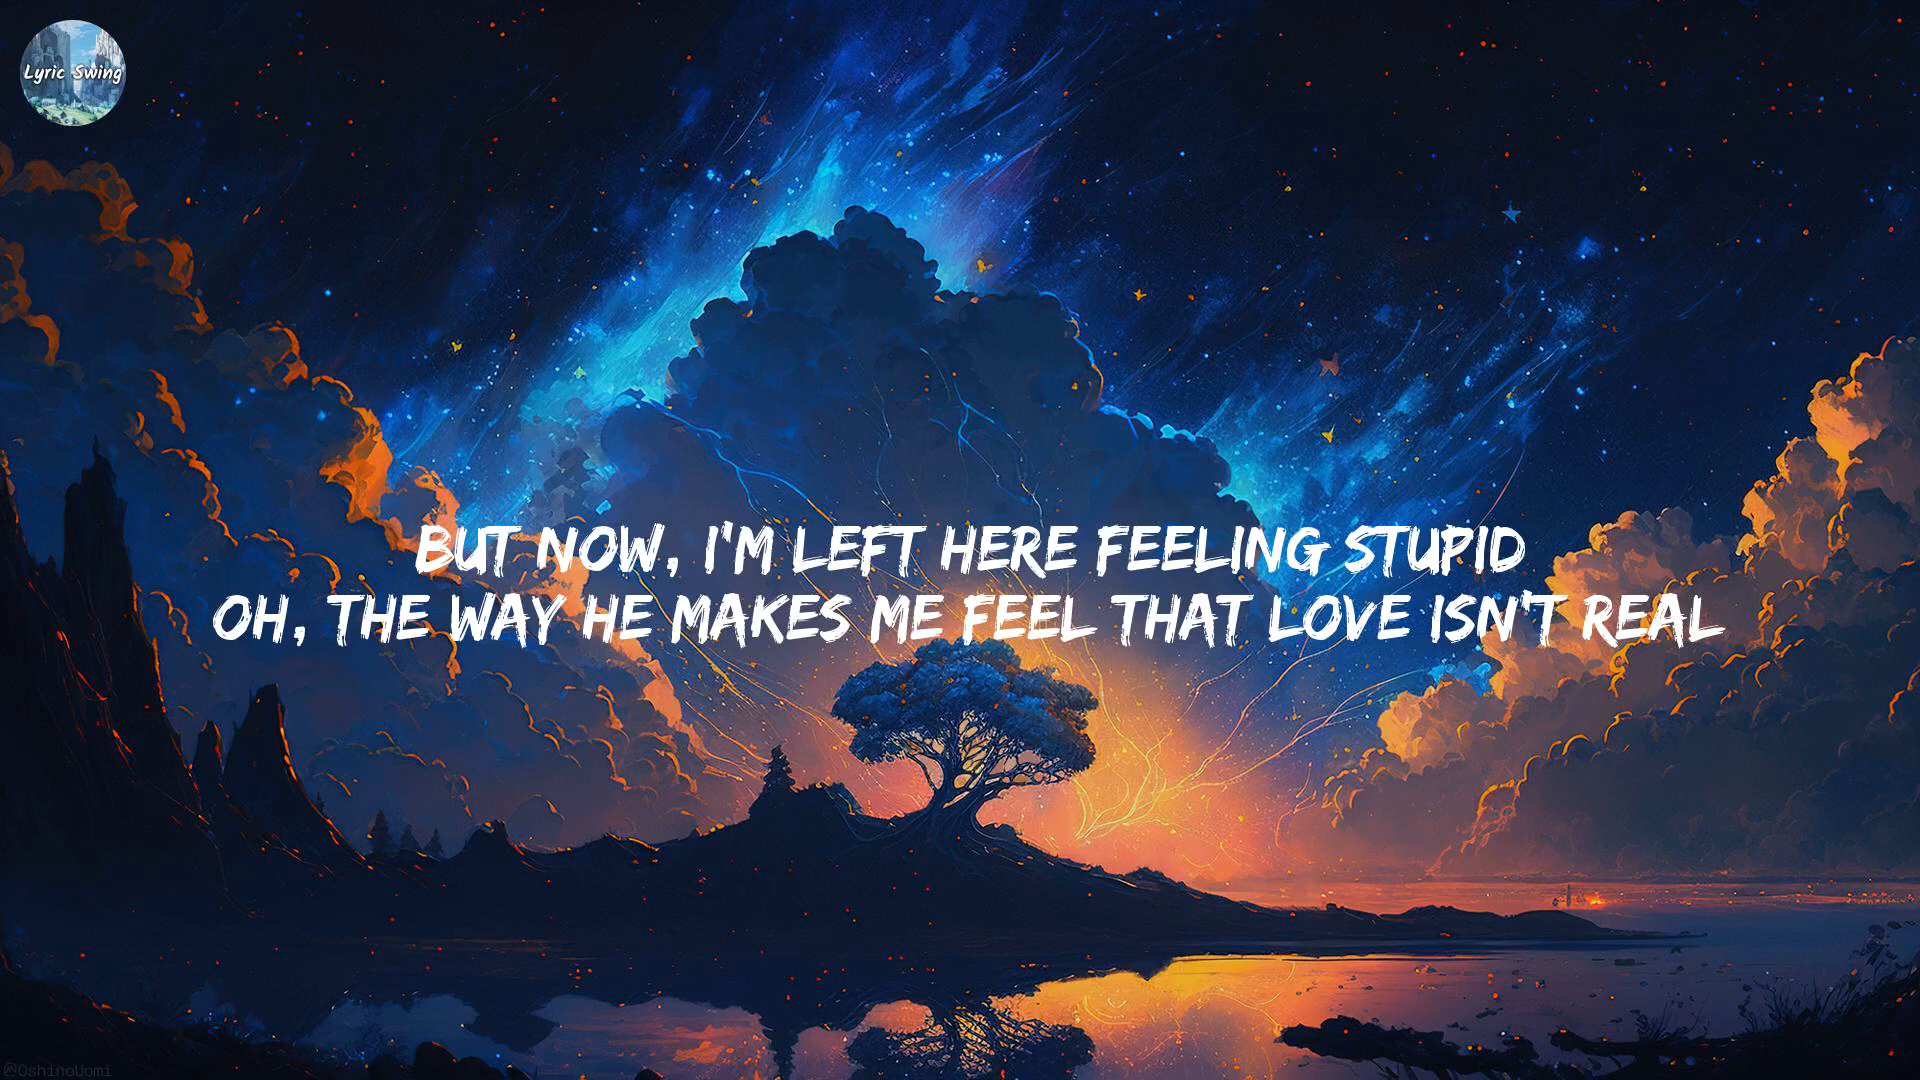 Lyric Swing
BUT NOW, I'M LEFT HERE FEELING STUPID
OH, THE WAY HE MAKES ME FEEL THAT LOVE ISN'T REAL
@OshinoUomi